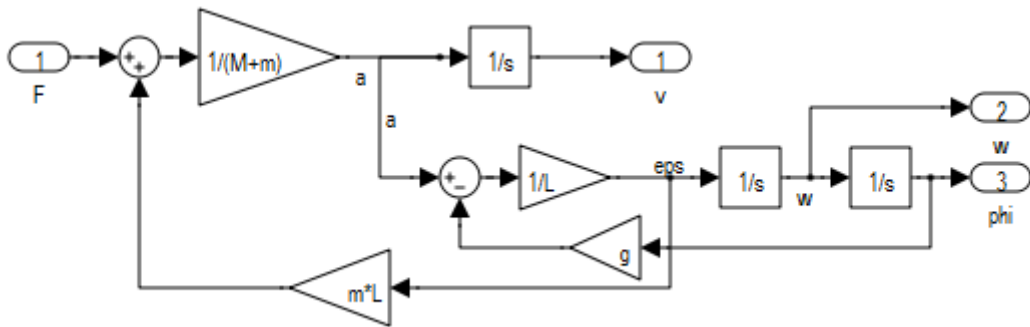 1
F
+
+
1/(M+m)
a
1/s
1
v
a
+
−
1/L
eps
1/s
w
1/s
2
w
3
phi
g
m*L